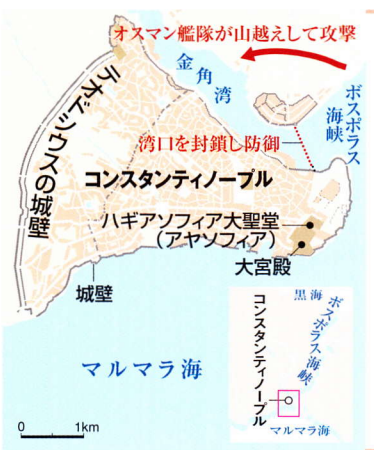 オスマン艦隊が山越えして攻撃
金角湾
ボスポラス
海峡
湾口を封鎖し防御
テオドシウスの城壁
コンスタンティノープル
ハギアソフィア大聖堂
(アヤソフィア)
大宮殿
城壁
マルマラ海
0 1km
黒海
ボスポラス海峡
コンスタンティノープル
マルマラ海